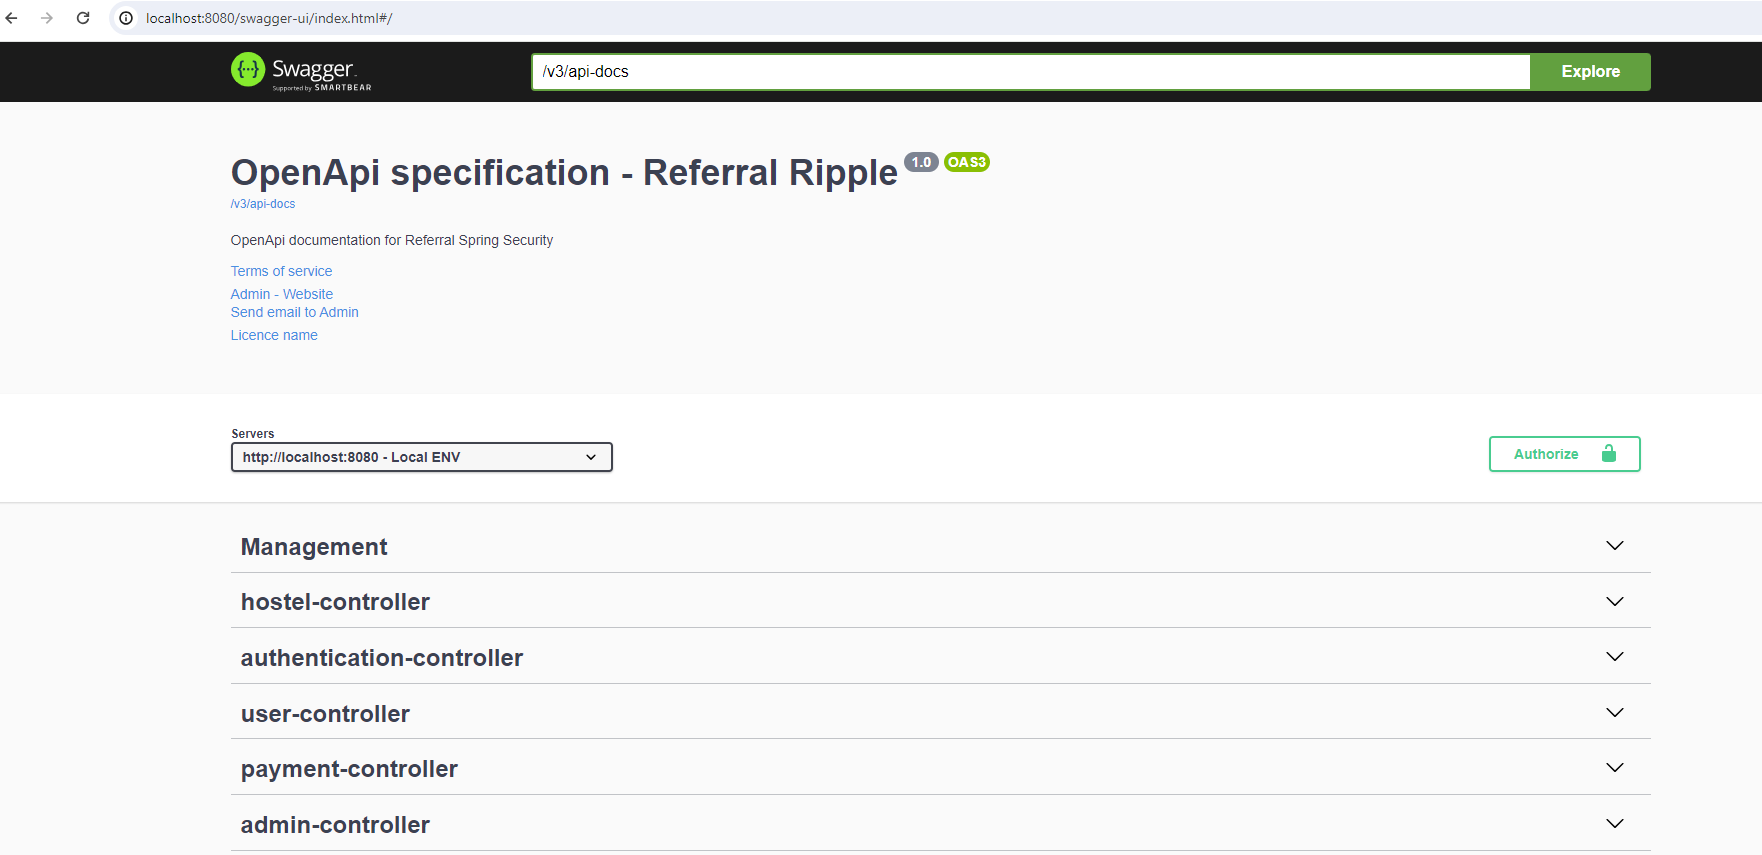 localhost:8080/swagger-ui/index.html#/
Swagger
Supported by SMARTBEAR
/v3/api-docs
Explore
OpenApi specification - Referral Ripple 1.0 OAS3
/v3/api-docs
OpenApi documentation for Referral Spring Security
Terms of service
Admin - Website
Send email to Admin
Licence name
Servers
http://localhost:8080 - Local ENV
Authorize
Management
hostel-controller
authentication-controller
user-controller
payment-controller
admin-controller